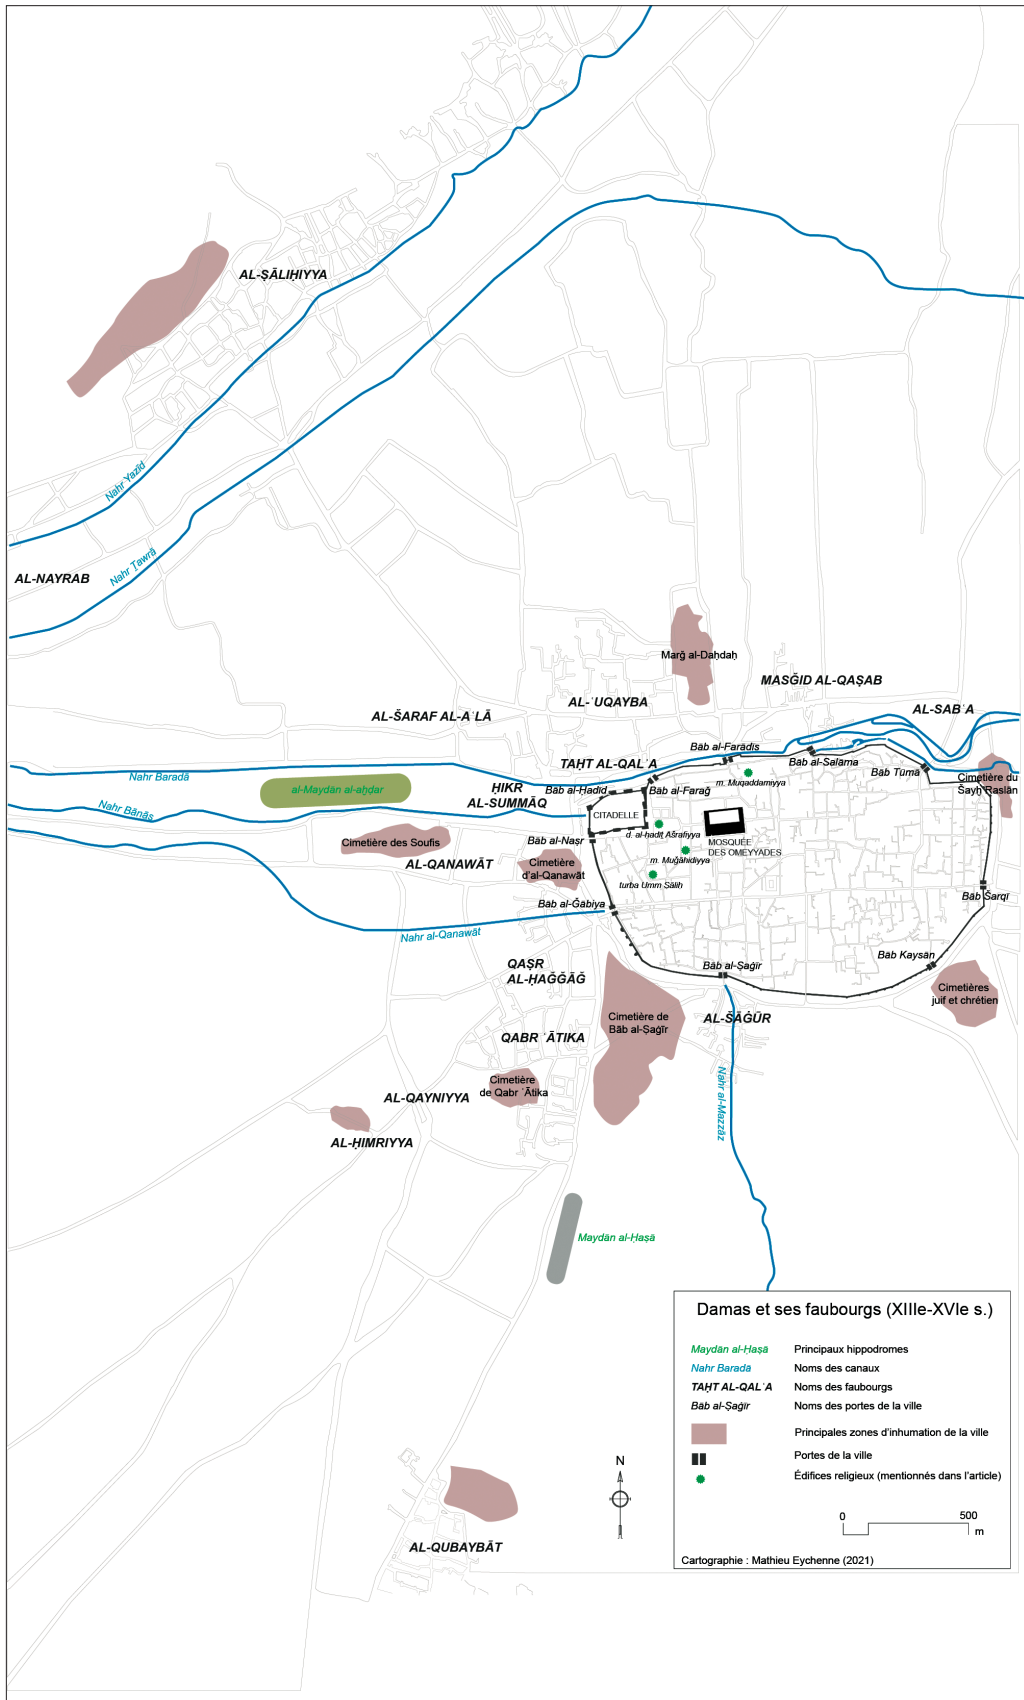 AL-ṢĀLIḤIYYA
Nahr Yazīd
Nahr Ṯawrā
AL-NAYRAB
Marǧ al-Daḥdaḥ
MASǦID AL-QAṢAB
AL-ʿUQAYBA
AL-SABʿA
AL-ŠARAF AL-AʿLĀ
Bāb al-Farādīs
TAḤT AL-QALʿA
Bāb al-Salāma
Bāb Tūmā
Nahr Baradā
Cimetière du
Šayḫ Raslān
m. Muqaddamiyya
al-Maydān al-aḫḍar
ḤIKR
AL-SUMMĀQ
Bāb al-Ḥadīd
Bāb al-Faraǧ
Nahr Bānās
CITADELLE
d. al-ḥadīṯ Ašrafiyya
MOSQUÉE
DES OMEYYADES
Cimetière des Soufis
Bāb al-Naṣr
m. Muǧāhidiyya
AL-QANAWĀT
Cimetière
d'al-Qanawāt
turba Umm Ṣāliḥ
Bāb al-Ǧābiya
Bāb Šarqī
Nahr al-Qanawāt
QAṢR
AL-ḤAǦǦĀǦ
Bāb al-Ṣaġīr
Bāb Kaysān
Cimetières
juif et chrétien
Cimetière de
Bāb al-Ṣaġīr
AL-ŠĀĠŪR
QABR ʿĀTIKA
Cimetière
de Qabr ʿĀtika
Nahr al-Mazzāz
AL-QAYNIYYA
AL-ḤIMRIYYA
Maydān al-Ḥaṣā
AL-QUBAYBĀT
N
Damas et ses faubourgs (XIIIe-XVIe s.)
Maydān al-Ḥaṣā Principaux hippodromes
Nahr Baradā Noms des canaux
TAḤT AL-QALʿA Noms des faubourgs
Bāb al-Ṣaġīr Noms des portes de la ville
Principales zones d'inhumation de la ville
Portes de la ville
Édifices religieux (mentionnés dans l'article)
0 500
m
Cartographie : Mathieu Eychenne (2021)